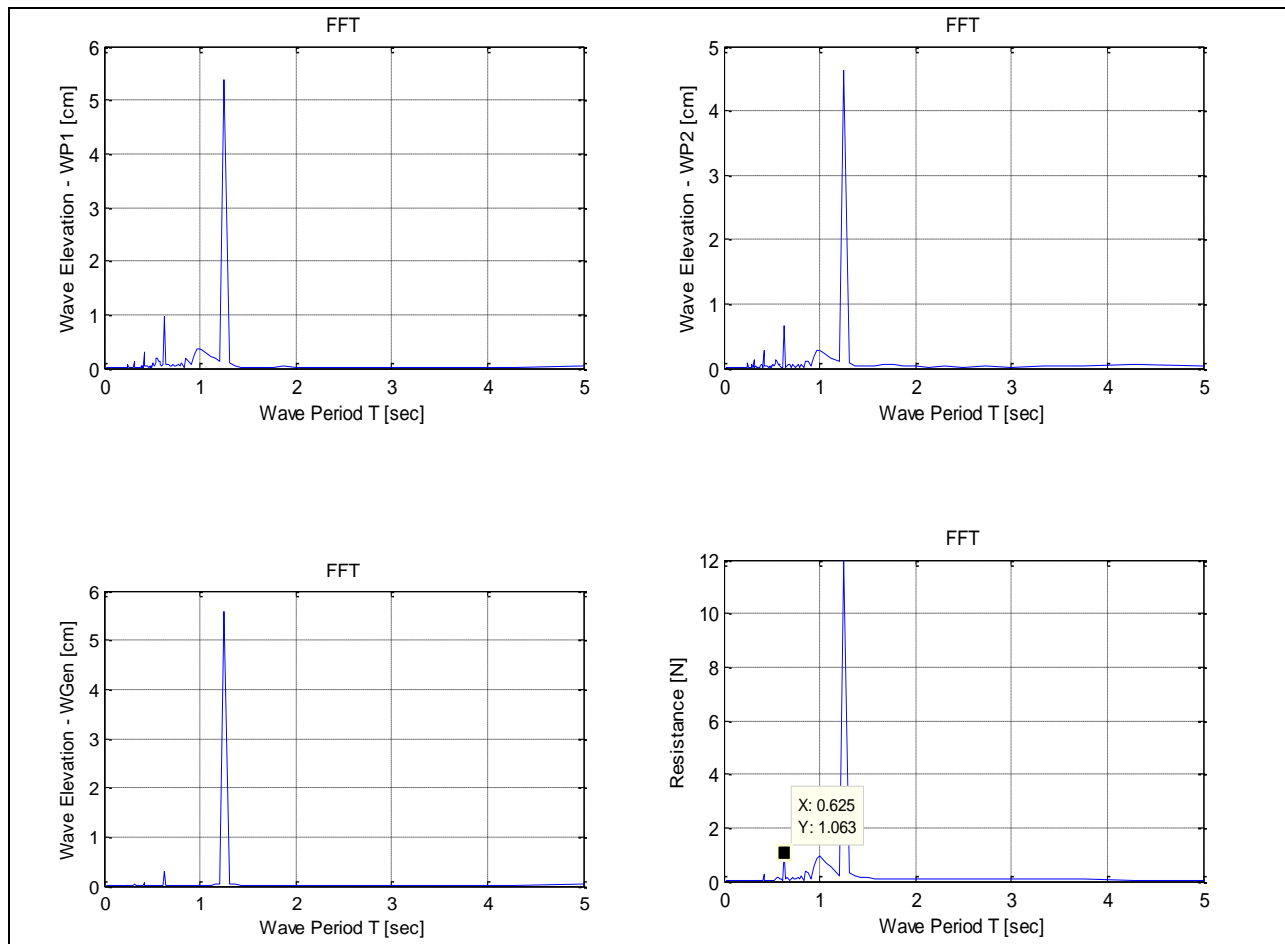 FFT
6
5
4
3
2
1
0
Wave Elevation - WP1 [cm]
0 1 2 3 4 5
Wave Period T [sec]
FFT
5
4
3
2
1
0
Wave Elevation - WP2 [cm]
0 1 2 3 4 5
Wave Period T [sec]
FFT
6
5
4
3
2
1
0
Wave Elevation - WGen [cm]
0 1 2 3 4 5
Wave Period T [sec]
FFT
12
10
8
6
4
2
0
Resistance [N]
X: 0.625
Y: 1.063
0 1 2 3 4 5
Wave Period T [sec]